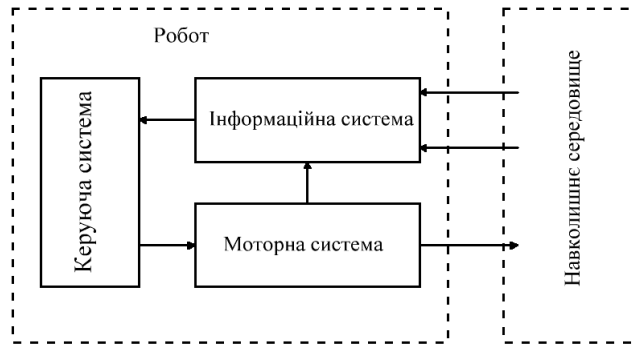 Робот
Керуюча система
Інформаційна система
Моторна система
Навколишнє середовище